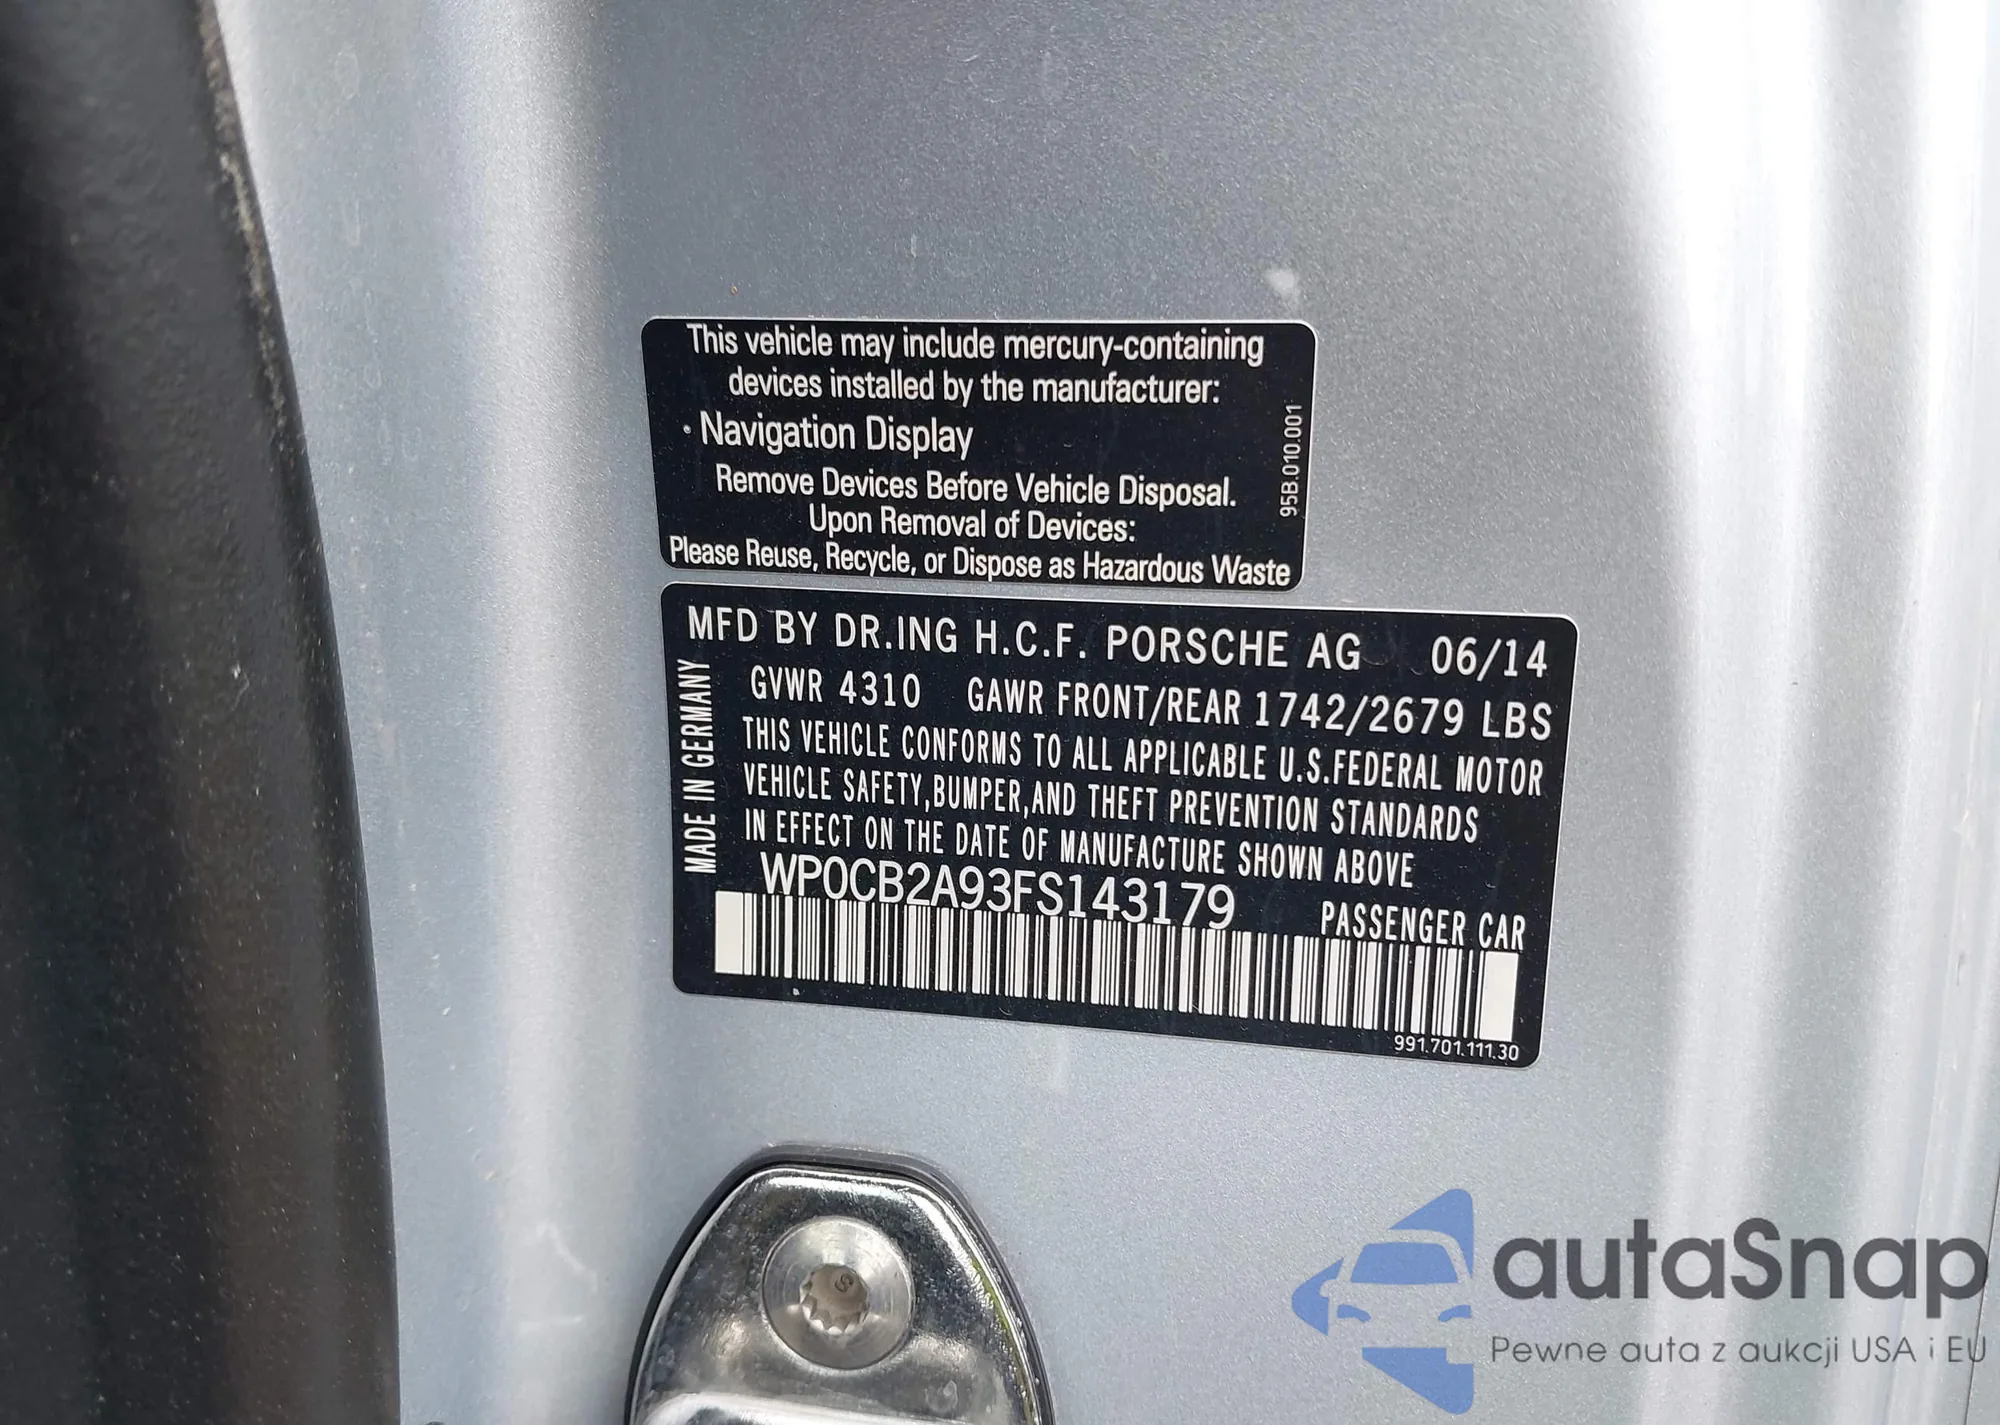 This vehicle may include mercury-containing
devices installed by the manufacturer:
· Navigation Display
Remove Devices Before Vehicle Disposal.
Upon Removal of Devices:
Please Reuse, Recycle, or Dispose as Hazardous Waste
95B.010.001
MFD BY DR.ING H.C.F. PORSCHE AG 06/14
GVWR 4310 GAWR FRONT/REAR 1742/2679 LBS
THIS VEHICLE CONFORMS TO ALL APPLICABLE U.S.FEDERAL MOTOR
VEHICLE SAFETY,BUMPER,AND THEFT PREVENTION STANDARDS
IN EFFECT ON THE DATE OF MANUFACTURE SHOWN ABOVE
WP0CB2A93FS143179
PASSENGER CAR
MADE IN GERMANY
991.701.111.30
autaSnap
Pewne auta z aukcji USA i EU